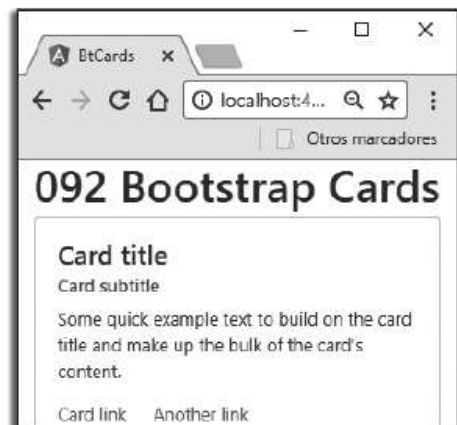 BtCards
localhost:4...
Otros marcadores
092 Bootstrap Cards
Card title
Card subtitle
Some quick example text to build on the card
title and make up the bulk of the card's
content.
Card link Another link